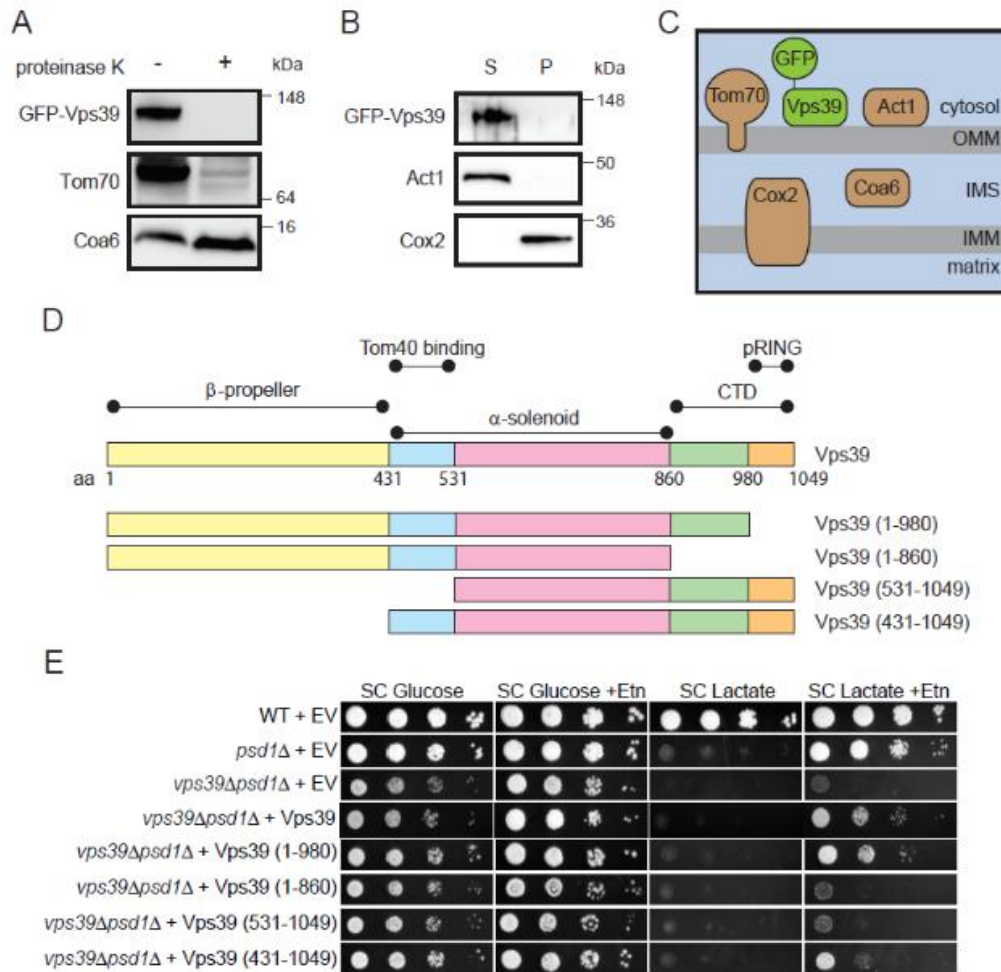 A
proteinase K - + kDa
GFP-Vps39 148
Tom70 64
Coa6 16
B
S P kDa
GFP-Vps39 148
Act1 50
Cox2 36
C
GFP
Tom70 Vps39 Act1 cytosol
OMM
Cox2 Coa6 IMS
IMM
matrix
D
Tom40 binding pRING
β-propeller CTD
α-solenoid
Vps39
aa 1 431 531 860 980 1049
Vps39 (1-980)
Vps39 (1-860)
Vps39 (531-1049)
Vps39 (431-1049)
E
SC Glucose SC Glucose +Etn SC Lactate SC Lactate +Etn
WT + EV
psd1Δ + EV
vps39Δpsd1Δ + EV
vps39Δpsd1Δ + Vps39
vps39Δpsd1Δ + Vps39 (1-980)
vps39Δpsd1Δ + Vps39 (1-860)
vps39Δpsd1Δ + Vps39 (531-1049)
vps39Δpsd1Δ + Vps39 (431-1049)